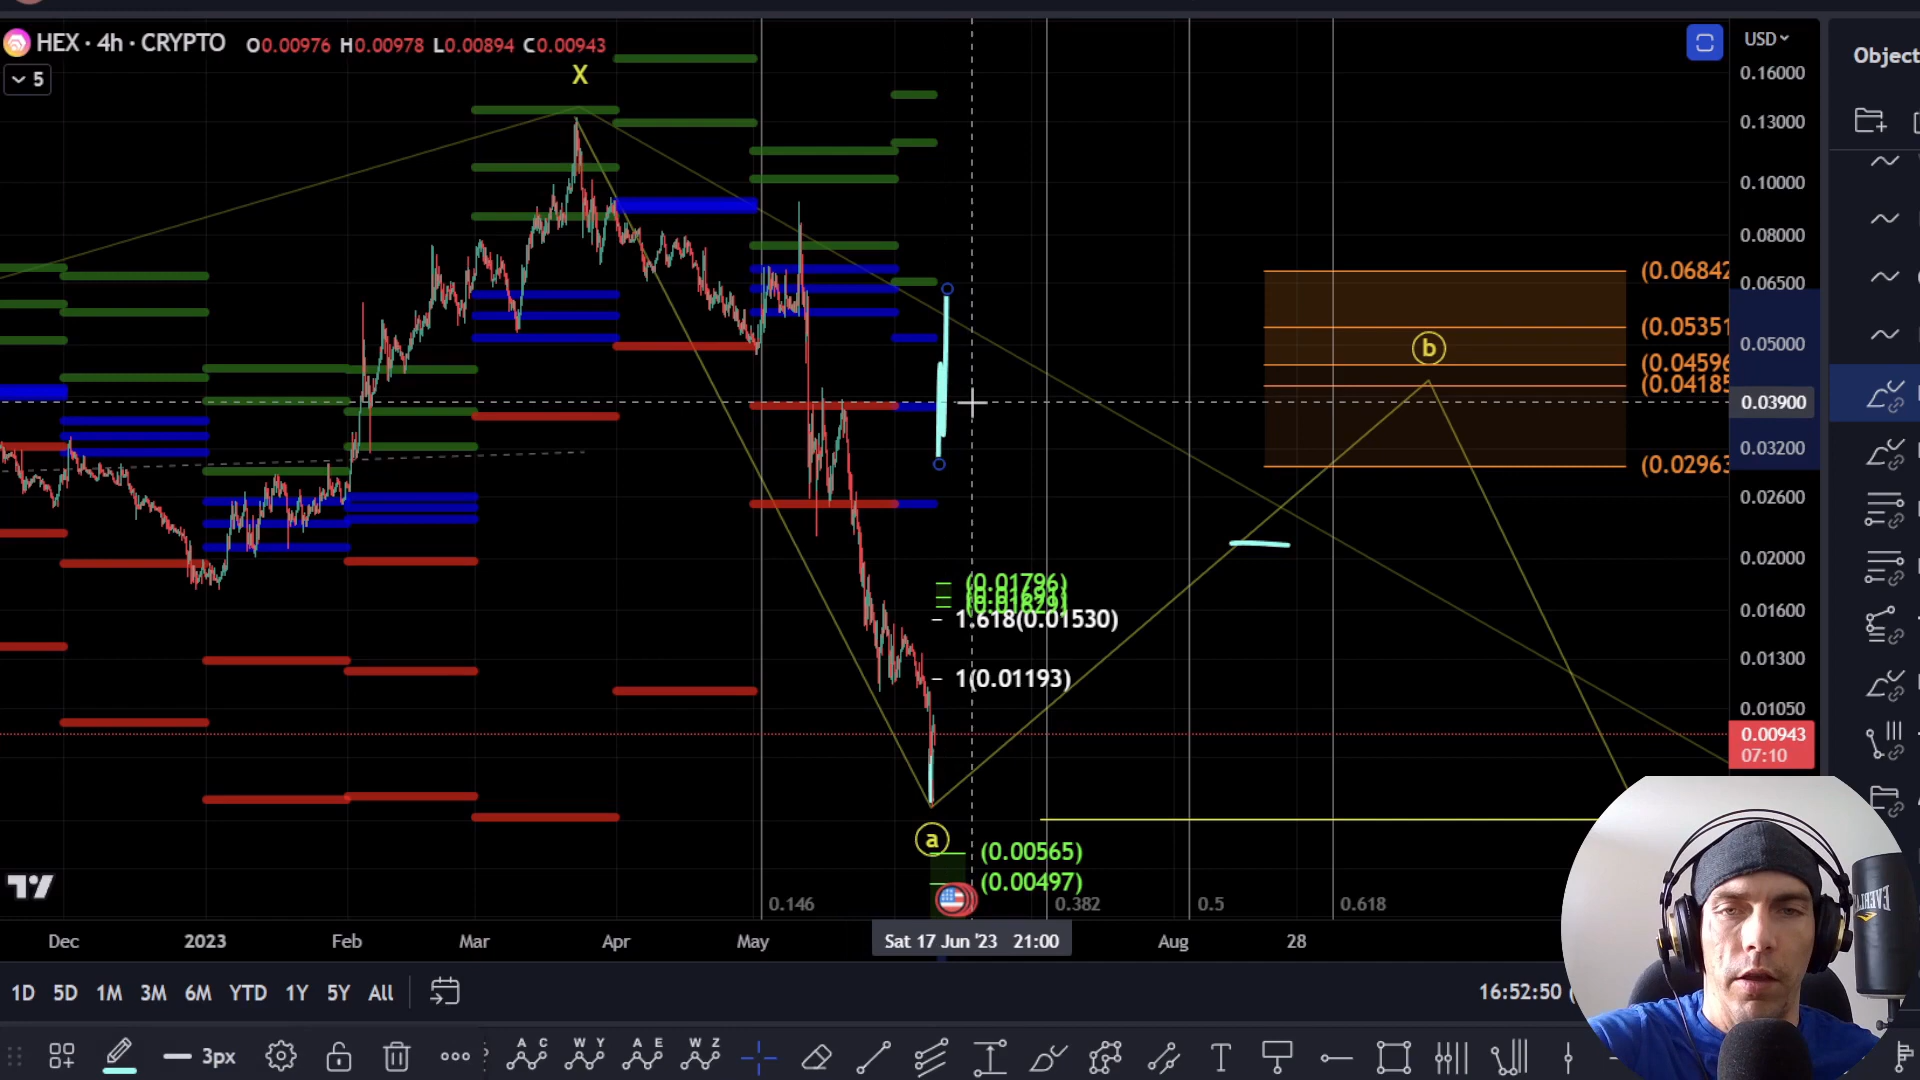 HEX · 4h · CRYPTO O0.00976 H0.00978 L0.00894 C0.00943
5
USD
Object
X
0.16000
0.13000
0.10000
0.08000
0.06500
0.05000
0.03900
0.03200
0.02600
0.02000
0.01600
0.01300
0.01050
0.00943
07:10
(0.06842
(0.05351
(0.04596
(0.04185
(0.02963
b
(0.01796)
1.618(0.01530)
1(0.01193)
a
(0.00565)
(0.00497)
0.146
0.382
0.5
0.618
Dec
2023
Feb
Mar
Apr
May
Sat 17 Jun '23 21:00
Aug
28
1D 5D 1M 3M 6M YTD 1Y 5Y All
16:52:50 (
3px
A C
W Y
A E
W Z
T
EVERLAS